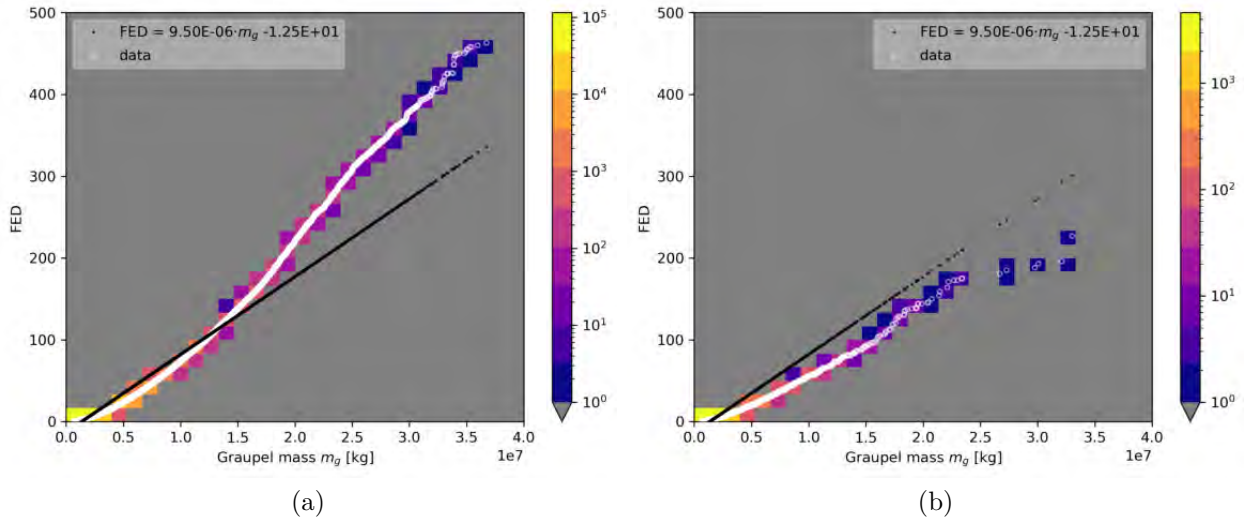 FED = 9.50E-06·m_g -1.25E+01
data
500
400
300
200
100
0
FED
0.0 0.5 1.0 1.5 2.0 2.5 3.0 3.5 4.0
Graupel mass m_g [kg]
1e7
10^5
10^4
10^3
10^2
10^1
10^0
(a)
FED = 9.50E-06·m_g -1.25E+01
data
500
400
300
200
100
0
FED
0.0 0.5 1.0 1.5 2.0 2.5 3.0 3.5 4.0
Graupel mass m_g [kg]
1e7
10^3
10^2
10^1
10^0
(b)